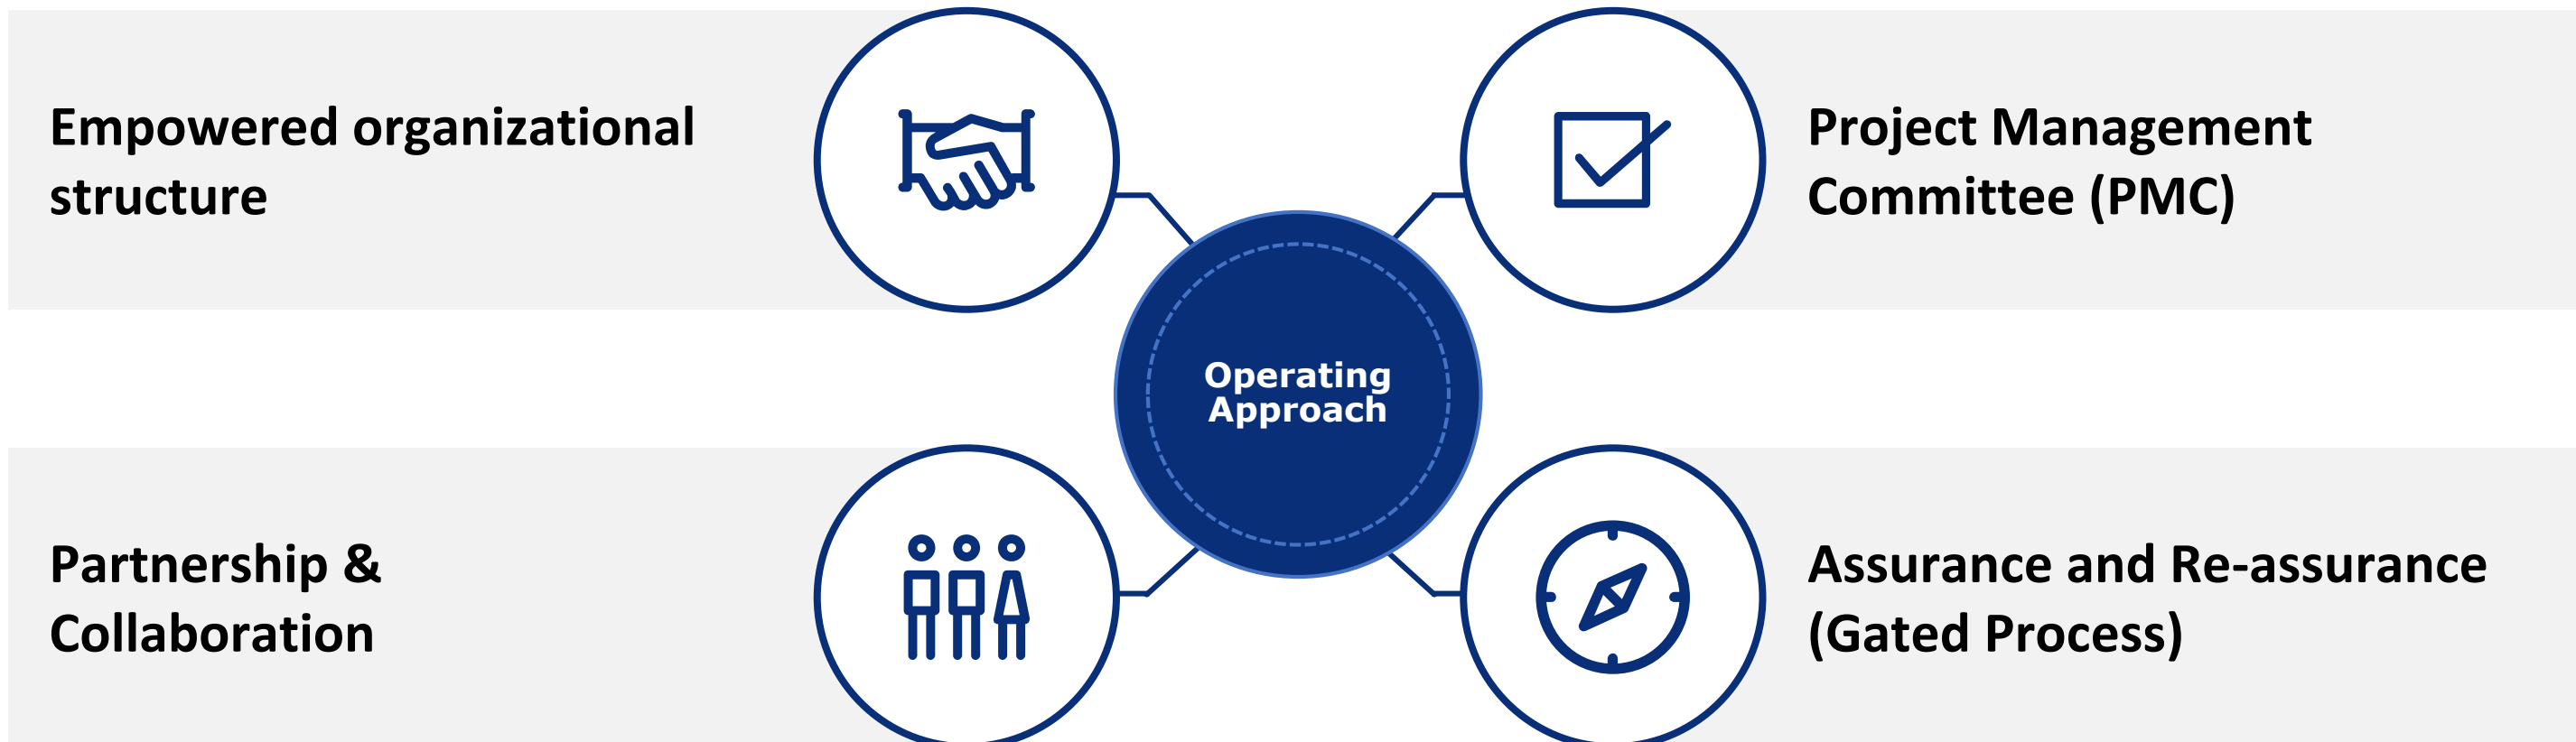 Empowered organizational
structure
Project Management
Committee (PMC)
Operating
Approach
Partnership &
Collaboration
Assurance and Re-assurance
(Gated Process)